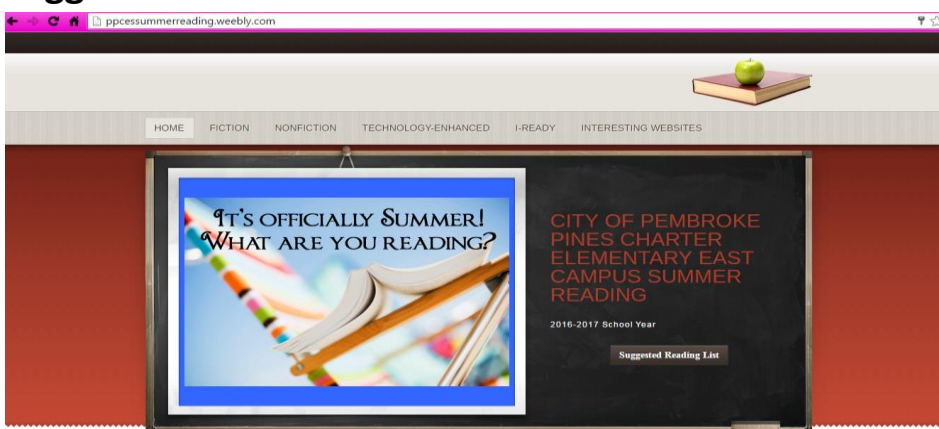 ppcessummerreading.weebly.com
HOME FICTION NONFICTION TECHNOLOGY-ENHANCED I-READY INTERESTING WEBSITES
It's officially Summer!
What are you reading?
CITY OF PEMBROKE
PINES CHARTER
ELEMENTARY EAST
CAMPUS SUMMER
READING
2016-2017 School Year
Suggested Reading List